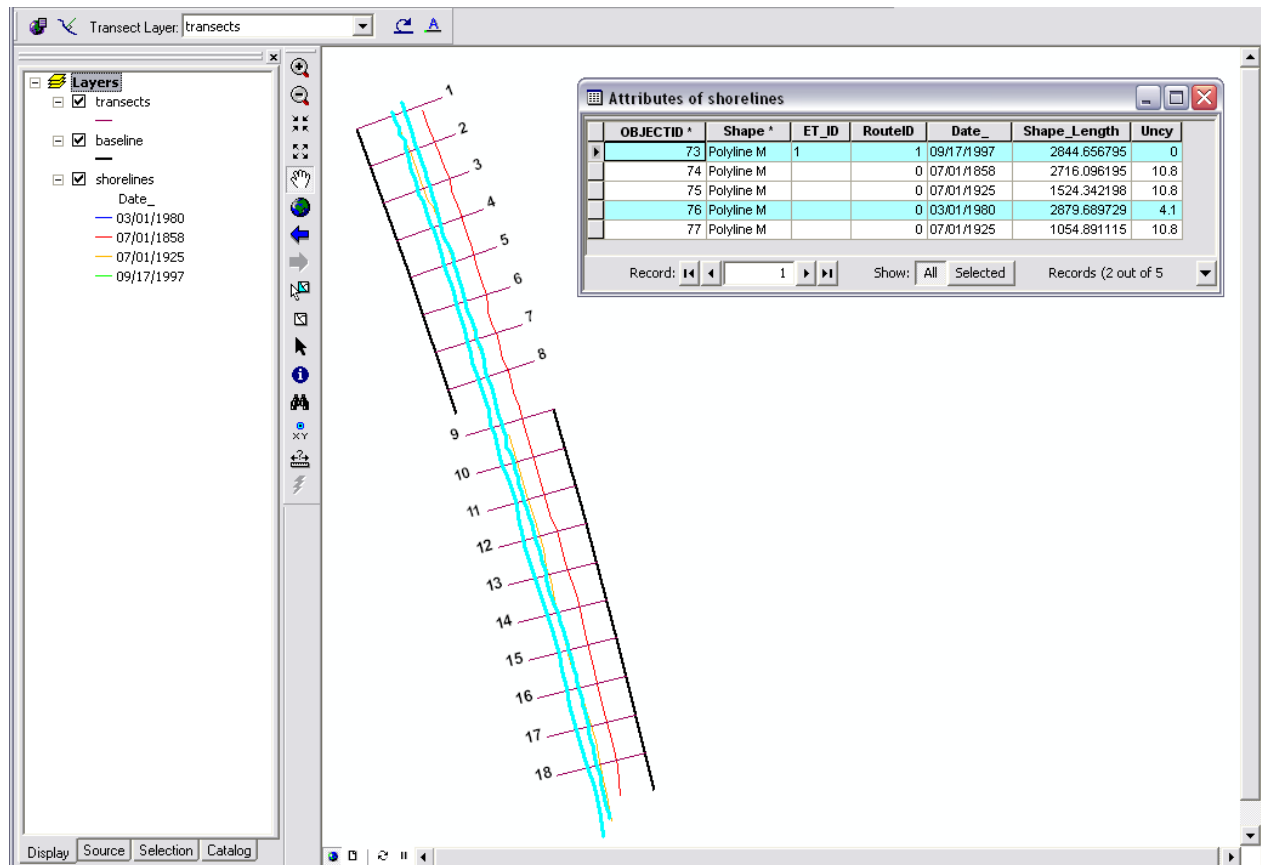 Transect Layer: transects
A
Layers
transects
baseline
shorelines
Date_
03/01/1980
07/01/1858
07/01/1925
09/17/1997
XY
1
2
3
4
5
6
7
8
9
10
11
12
13
14
15
16
17
18
Attributes of shorelines
OBJECTID * Shape * ET_ID RouteID Date_ Shape_Length Uncy
73 Polyline M 1 1 09/17/1997 2844.656795 0
74 Polyline M 0 07/01/1858 2716.096195 10.8
75 Polyline M 0 07/01/1925 1524.342198 10.8
76 Polyline M 0 03/01/1980 2879.689729 4.1
77 Polyline M 0 07/01/1925 1054.891115 10.8
Record: 1 Show: All Selected Records (2 out of 5
Display Source Selection Catalog